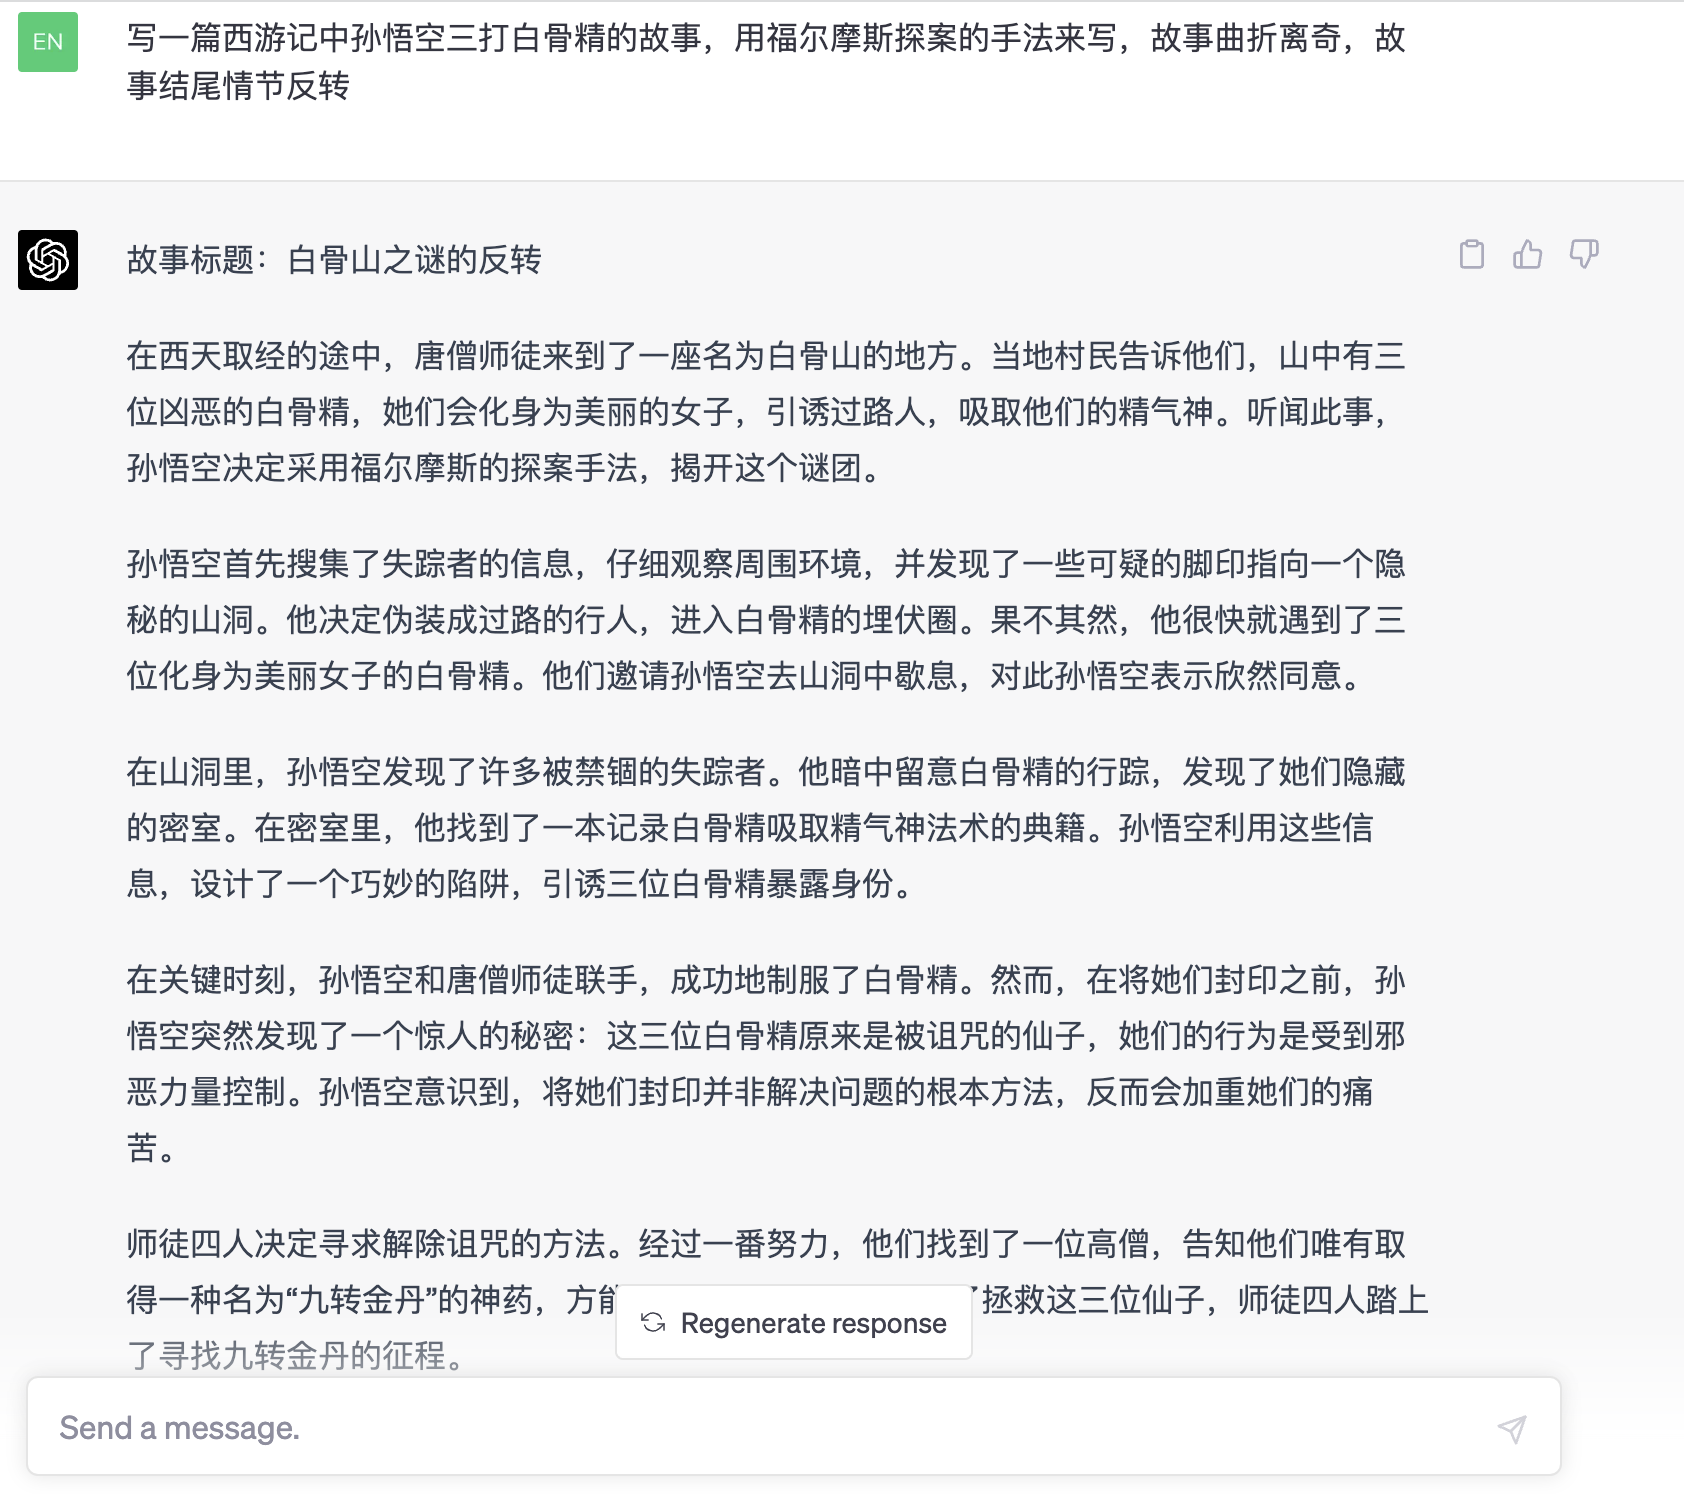 EN
写一篇西游记中孙悟空三打白骨精的故事，用福尔摩斯探案的手法来写，故事曲折离奇，故
事结尾情节反转
故事标题：白骨山之谜的反转
在西天取经的途中，唐僧师徒来到了一座名为白骨山的地方。当地村民告诉他们，山中有三
位凶恶的白骨精，她们会化身为美丽的女子，引诱过路人，吸取他们的精气神。听闻此事，
孙悟空决定采用福尔摩斯的探案手法，揭开这个谜团。
孙悟空首先搜集了失踪者的信息，仔细观察周围环境，并发现了一些可疑的脚印指向一个隐
秘的山洞。他决定伪装成过路的行人，进入白骨精的埋伏圈。果不其然，他很快就遇到了三
位化身为美丽女子的白骨精。他们邀请孙悟空去山洞中歇息，对此孙悟空表示欣然同意。
在山洞里，孙悟空发现了许多被禁锢的失踪者。他暗中留意白骨精的行踪，发现了她们隐藏
的密室。在密室里，他找到了一本记录白骨精吸取精气神法术的典籍。孙悟空利用这些信
息，设计了一个巧妙的陷阱，引诱三位白骨精暴露身份。
在关键时刻，孙悟空和唐僧师徒联手，成功地制服了白骨精。然而，在将她们封印之前，孙
悟空突然发现了一个惊人的秘密：这三位白骨精原来是被诅咒的仙子，她们的行为是受到邪
恶力量控制。孙悟空意识到，将她们封印并非解决问题的根本方法，反而会加重她们的痛
苦。
师徒四人决定寻求解除诅咒的方法。经过一番努力，他们找到了一位高僧，告知他们唯有取
得一种名为“九转金丹”的神药，方 拯救这三位仙子，师徒四人踏上
了寻找九转金丹的征程。
Regenerate response
Send a message.